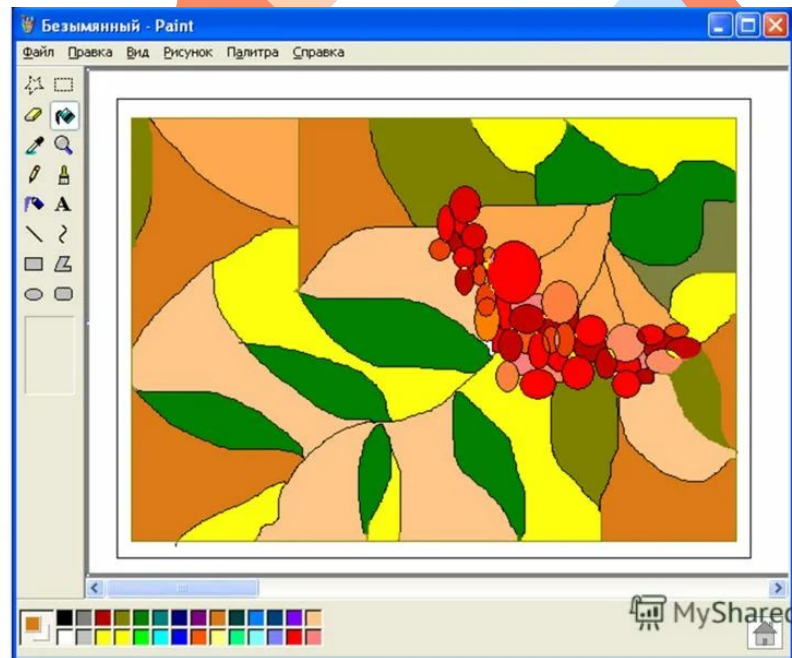 Безымянный - Paint
Файл Правка Вид Рисунок Палитра Справка
A
MyShared